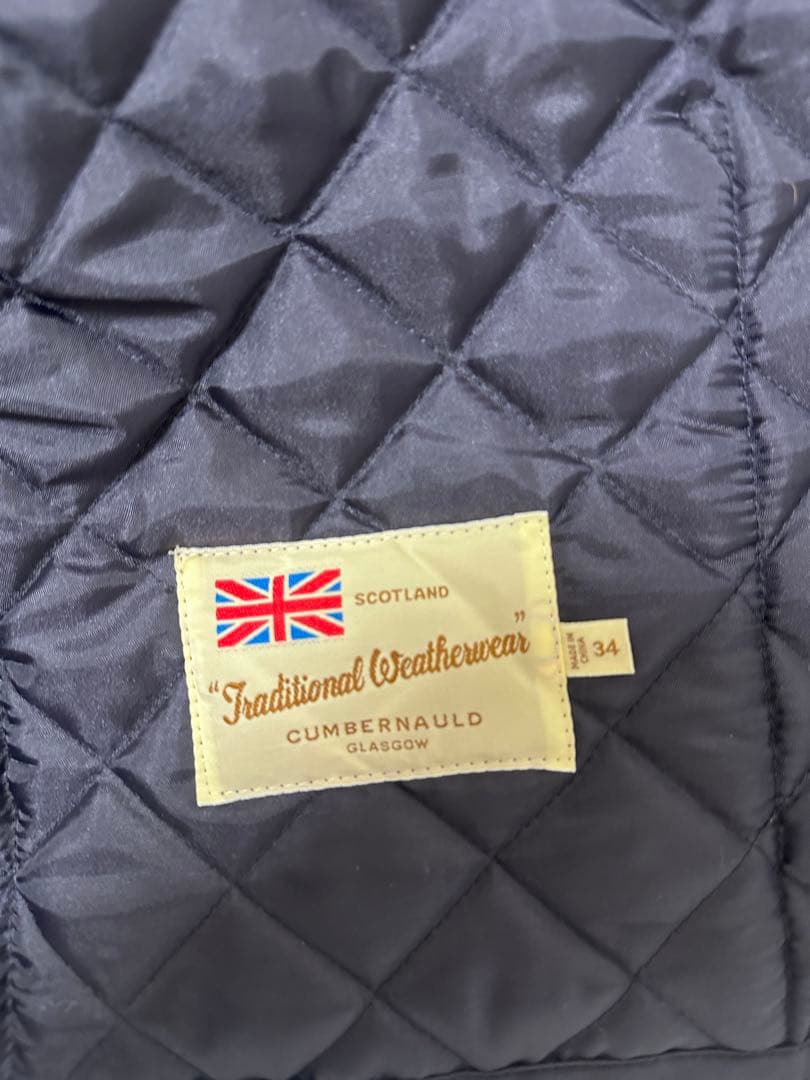 SCOTLAND
"Traditional Weatherwear"
CUMBERNAULD
GLASGOW
MADE IN
CHINA
34